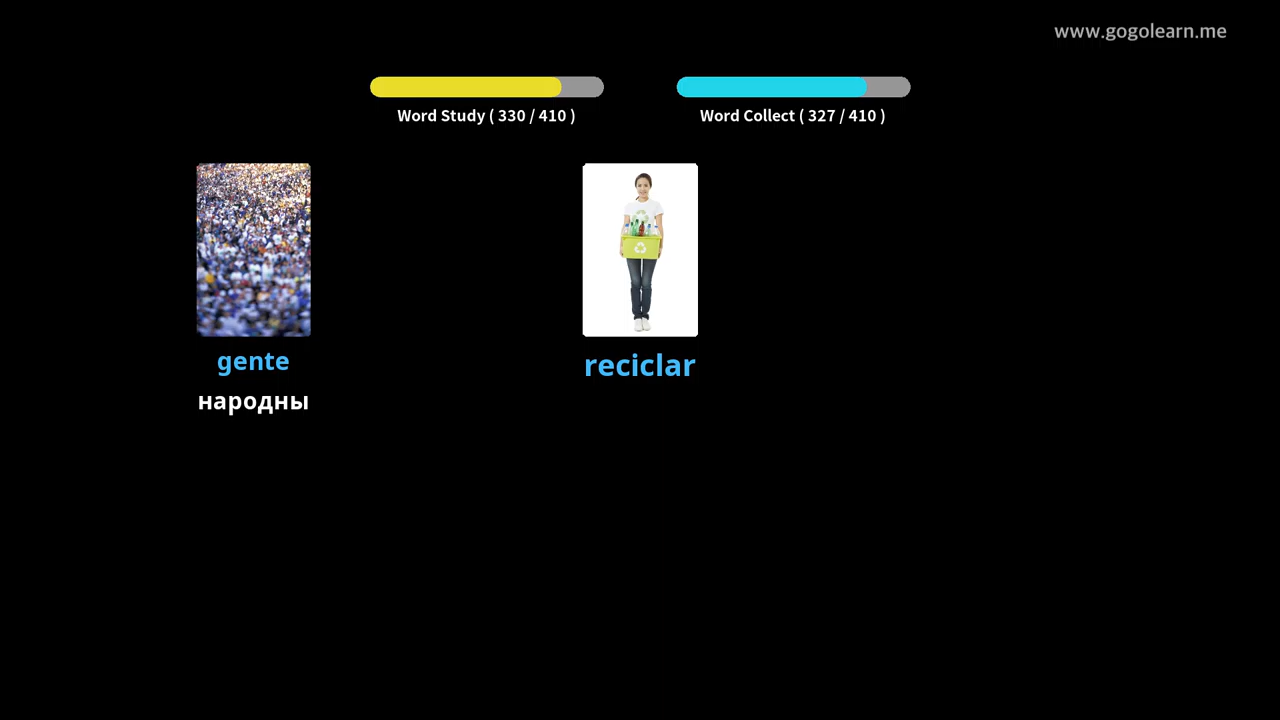 www.gogolearn.me
Word Study ( 330 / 410 )
Word Collect ( 327 / 410 )
gente
народны
reciclar